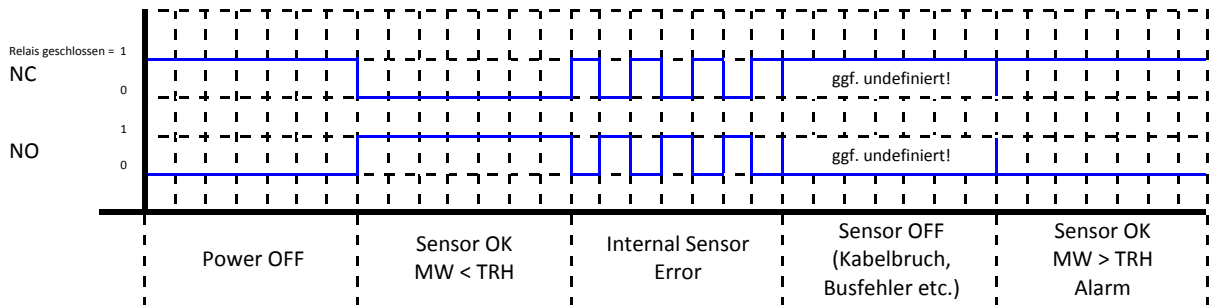 Relais geschlossen = 1
NC
0
ggf. undefiniert!
1
NO
0
ggf. undefiniert!
Power OFF
Sensor OK
MW < TRH
Internal Sensor
Error
Sensor OFF
(Kabelbruch,
Busfehler etc.)
Sensor OK
MW > TRH
Alarm